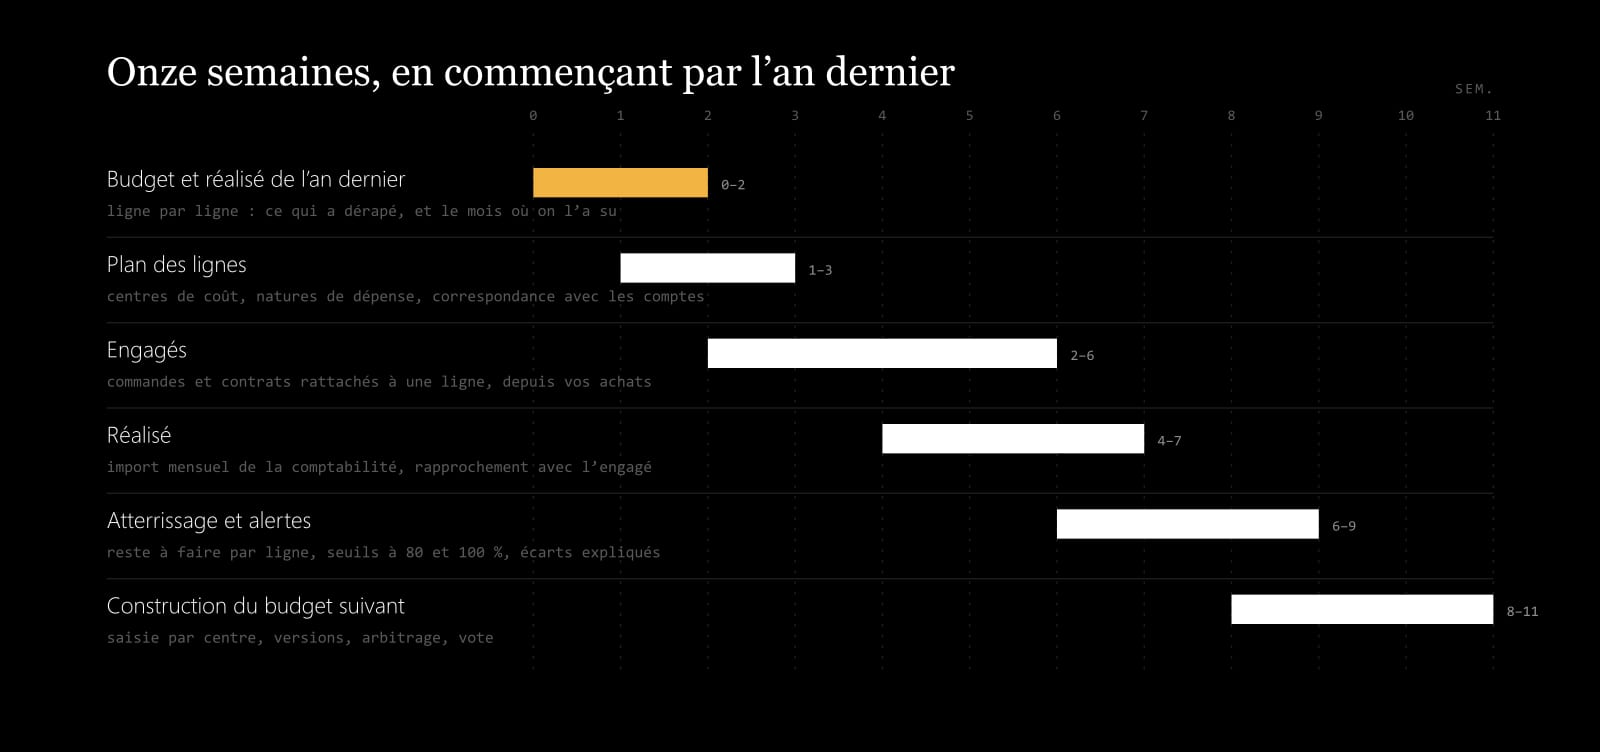 Onze semaines, en commençant par l’an dernier
SEM.
0 1 2 3 4 5 6 7 8 9 10 11
Budget et réalisé de l’an dernier
0–2
ligne par ligne : ce qui a dérapé, et le mois où on l’a su
Plan des lignes
1–3
centres de coût, natures de dépense, correspondance avec les comptes
Engagés
2–6
commandes et contrats rattachés à une ligne, depuis vos achats
Réalisé
4–7
import mensuel de la comptabilité, rapprochement avec l’engagé
Atterrissage et alertes
6–9
reste à faire par ligne, seuils à 80 et 100 %, écarts expliqués
Construction du budget suivant
8–11
saisie par centre, versions, arbitrage, vote